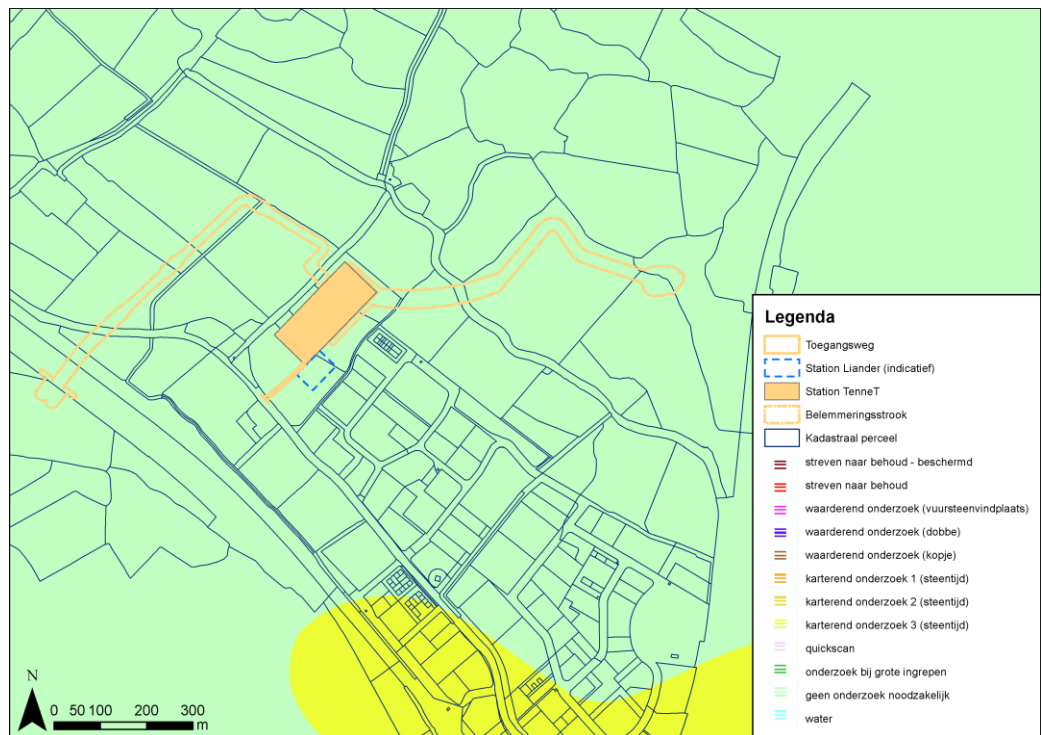 Legenda
Toegangsweg
Station Liander (indicatief)
Station TenneT
Belemmeringsstrook
Kadastraal perceel
streven naar behoud - beschermd
streven naar behoud
waarderend onderzoek (vuursteenvindplaats)
waarderend onderzoek (dobbe)
waarderend onderzoek (kopje)
karterend onderzoek 1 (steentijd)
karterend onderzoek 2 (steentijd)
karterend onderzoek 3 (steentijd)
quickscan
onderzoek bij grote ingrepen
geen onderzoek noodzakelijk
water
N
0 50 100 200 300
m